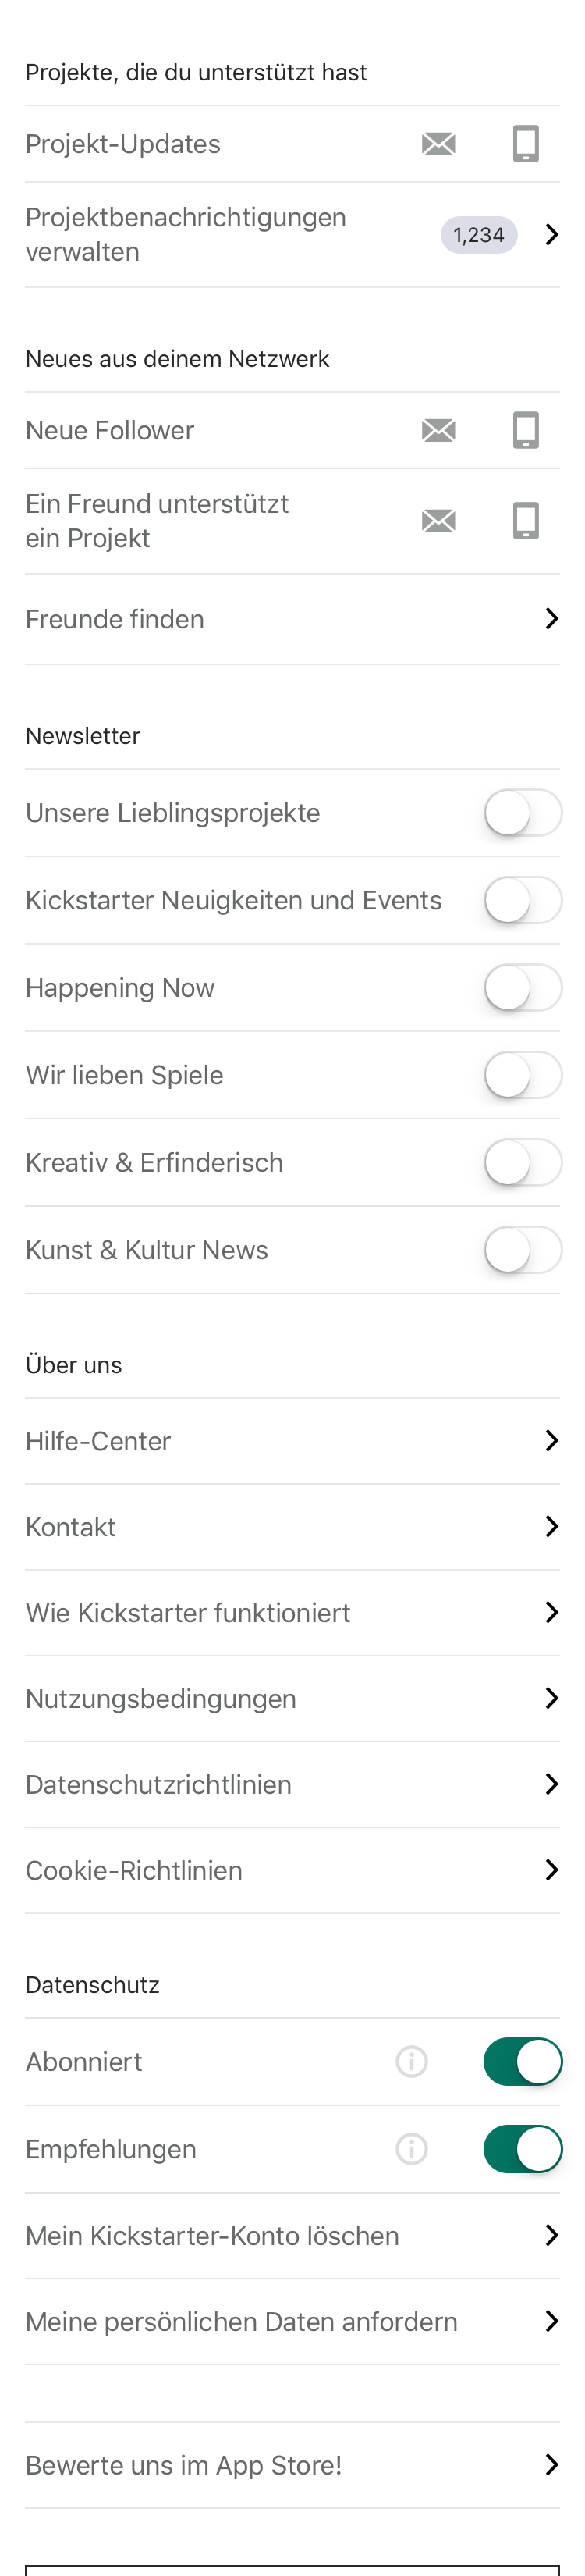 Projekte, die du unterstützt hast
Projekt-Updates
Projektbenachrichtigungen
verwalten
1,234
Neues aus deinem Netzwerk
Neue Follower
Ein Freund unterstützt
ein Projekt
Freunde finden
Newsletter
Unsere Lieblingsprojekte
Kickstarter Neuigkeiten und Events
Happening Now
Wir lieben Spiele
Kreativ & Erfinderisch
Kunst & Kultur News
Über uns
Hilfe-Center
Kontakt
Wie Kickstarter funktioniert
Nutzungsbedingungen
Datenschutzrichtlinien
Cookie-Richtlinien
Datenschutz
Abonniert
Empfehlungen
Mein Kickstarter-Konto löschen
Meine persönlichen Daten anfordern
Bewerte uns im App Store!